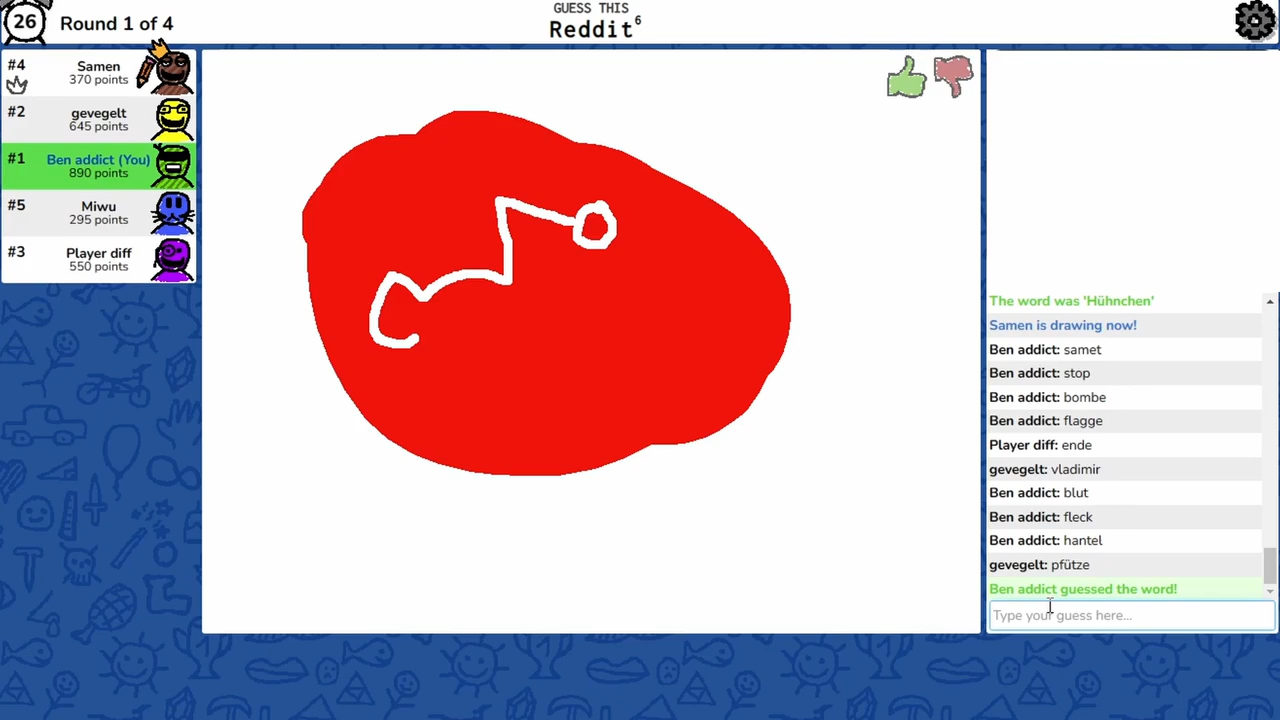 26
Round 1 of 4
GUESS THIS
Reddit6
#4
Samen
370 points
#2
gevegelt
645 points
#1
Ben addict (You)
890 points
#5
Miwu
295 points
#3
Player diff
550 points
The word was 'Hühnchen'
Samen is drawing now!
Ben addict: samet
Ben addict: stop
Ben addict: bombe
Ben addict: flagge
Player diff: ende
gevegelt: vladimir
Ben addict: blut
Ben addict: fleck
Ben addict: hantel
gevegelt: pfütze
Ben addict guessed the word!
Type your guess here...